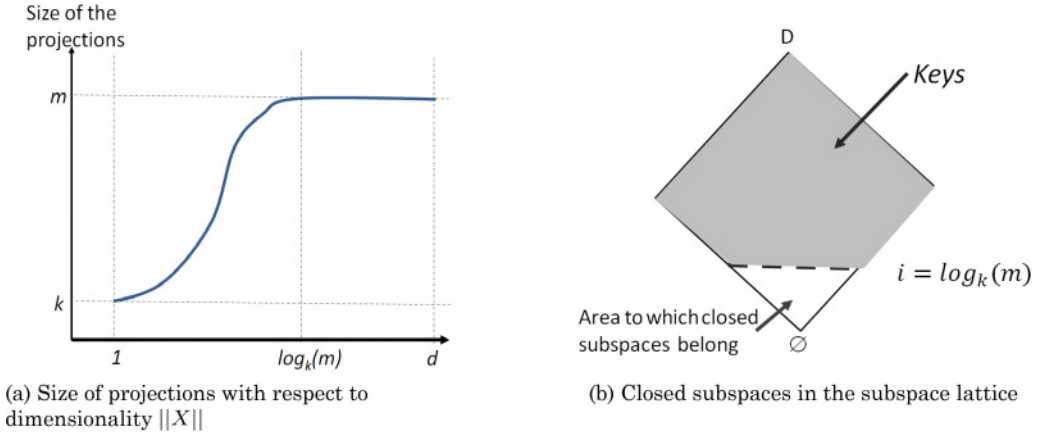 Size of the
projections
m
k
1
log_k(m)
d
(a) Size of projections with respect to
dimensionality ||X||
D
Keys
i = log_k(m)
Area to which closed
subspaces belong
∅
(b) Closed subspaces in the subspace lattice